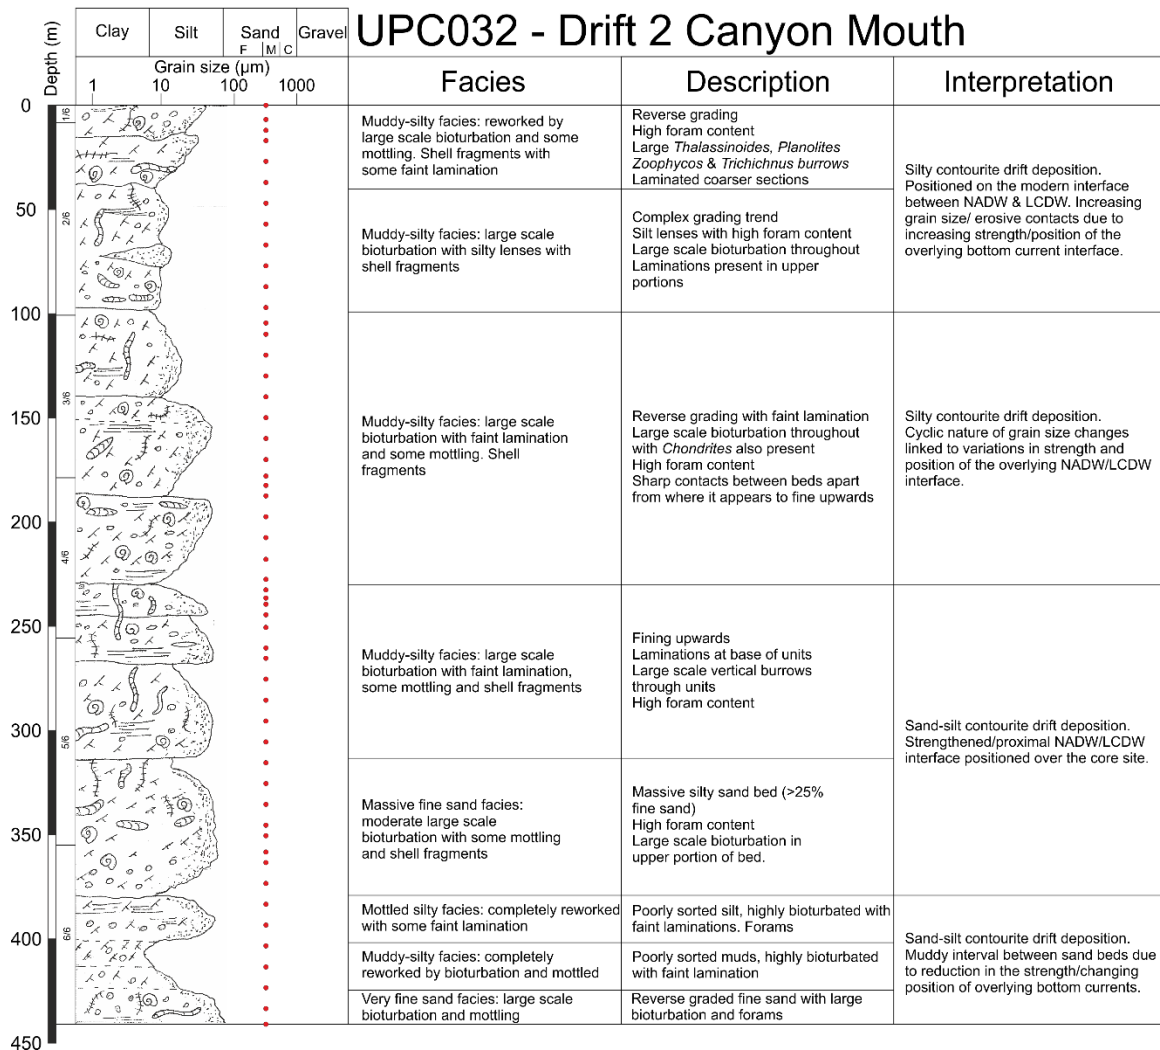 UPC032 - Drift 2 Canyon Mouth
Clay
Silt
Sand
Gravel
F M C
Depth (m)
Grain size (µm)
1 10 100 1000
Facies
Description
Interpretation
0
50
100
150
200
250
300
350
400
450
1/6
2/6
3/6
4/6
5/6
6/6
Muddy-silty facies: reworked by
large scale bioturbation and some
mottling. Shell fragments with
some faint lamination
Reverse grading
High foram content
Large Thalassinoides, Planolites
Zoophycos & Trichichnus burrows
Laminated coarser sections
Silty contourite drift deposition.
Positioned on the modern interface
between NADW & LCDW. Increasing
grain size/ erosive contacts due to
increasing strength/position of the
overlying bottom current interface.
Muddy-silty facies: large scale
bioturbation with silty lenses with
shell fragments
Complex grading trend
Silt lenses with high foram content
Large scale bioturbation throughout
Laminations present in upper
portions
Muddy-silty facies: large scale
bioturbation with faint lamination
and some mottling. Shell
fragments
Reverse grading with faint lamination
Large scale bioturbation throughout
with Chondrites also present
High foram content
Sharp contacts between beds apart
from where it appears to fine upwards
Silty contourite drift deposition.
Cyclic nature of grain size changes
linked to variations in strength and
position of the overlying NADW/LCDW
interface.
Muddy-silty facies: large scale
bioturbation with faint lamination,
some mottling and shell fragments
Fining upwards
Laminations at base of units
Large scale vertical burrows
through units
High foram content
Sand-silt contourite drift deposition.
Strengthened/proximal NADW/LCDW
interface positioned over the core site.
Massive fine sand facies:
moderate large scale
bioturbation with some mottling
and shell fragments
Massive silty sand bed (>25%
fine sand)
High foram content
Large scale bioturbation in
upper portion of bed.
Mottled silty facies: completely reworked
with some faint lamination
Poorly sorted silt, highly bioturbated with
faint laminations. Forams
Sand-silt contourite drift deposition.
Muddy interval between sand beds due
to reduction in the strength/changing
position of overlying bottom currents.
Muddy-silty facies: completely
reworked by bioturbation and mottled
Poorly sorted muds, highly bioturbated
with faint lamination
Very fine sand facies: large scale
bioturbation and mottling
Reverse graded fine sand with large
bioturbation and forams